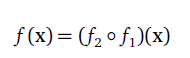 f(x) = (f₂ ∘ f₁)(x)